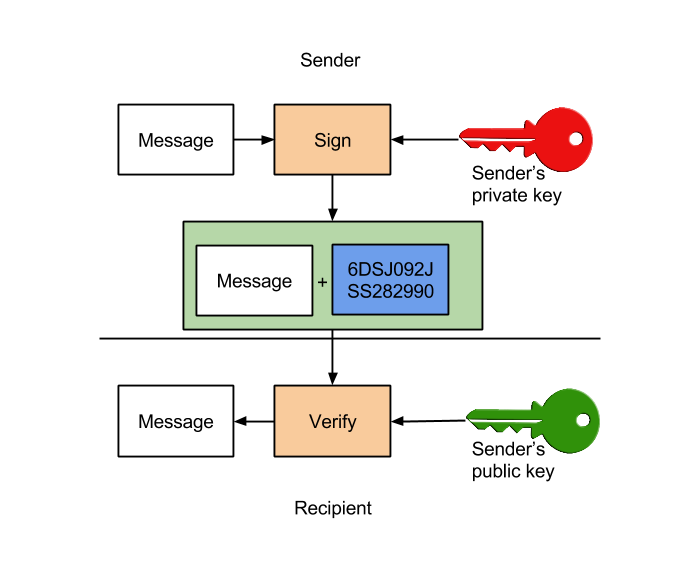 Sender
Message
Sign
Sender's
private key
Message
+
6DSJ092J
SS282990
Message
Verify
Sender's
public key
Recipient